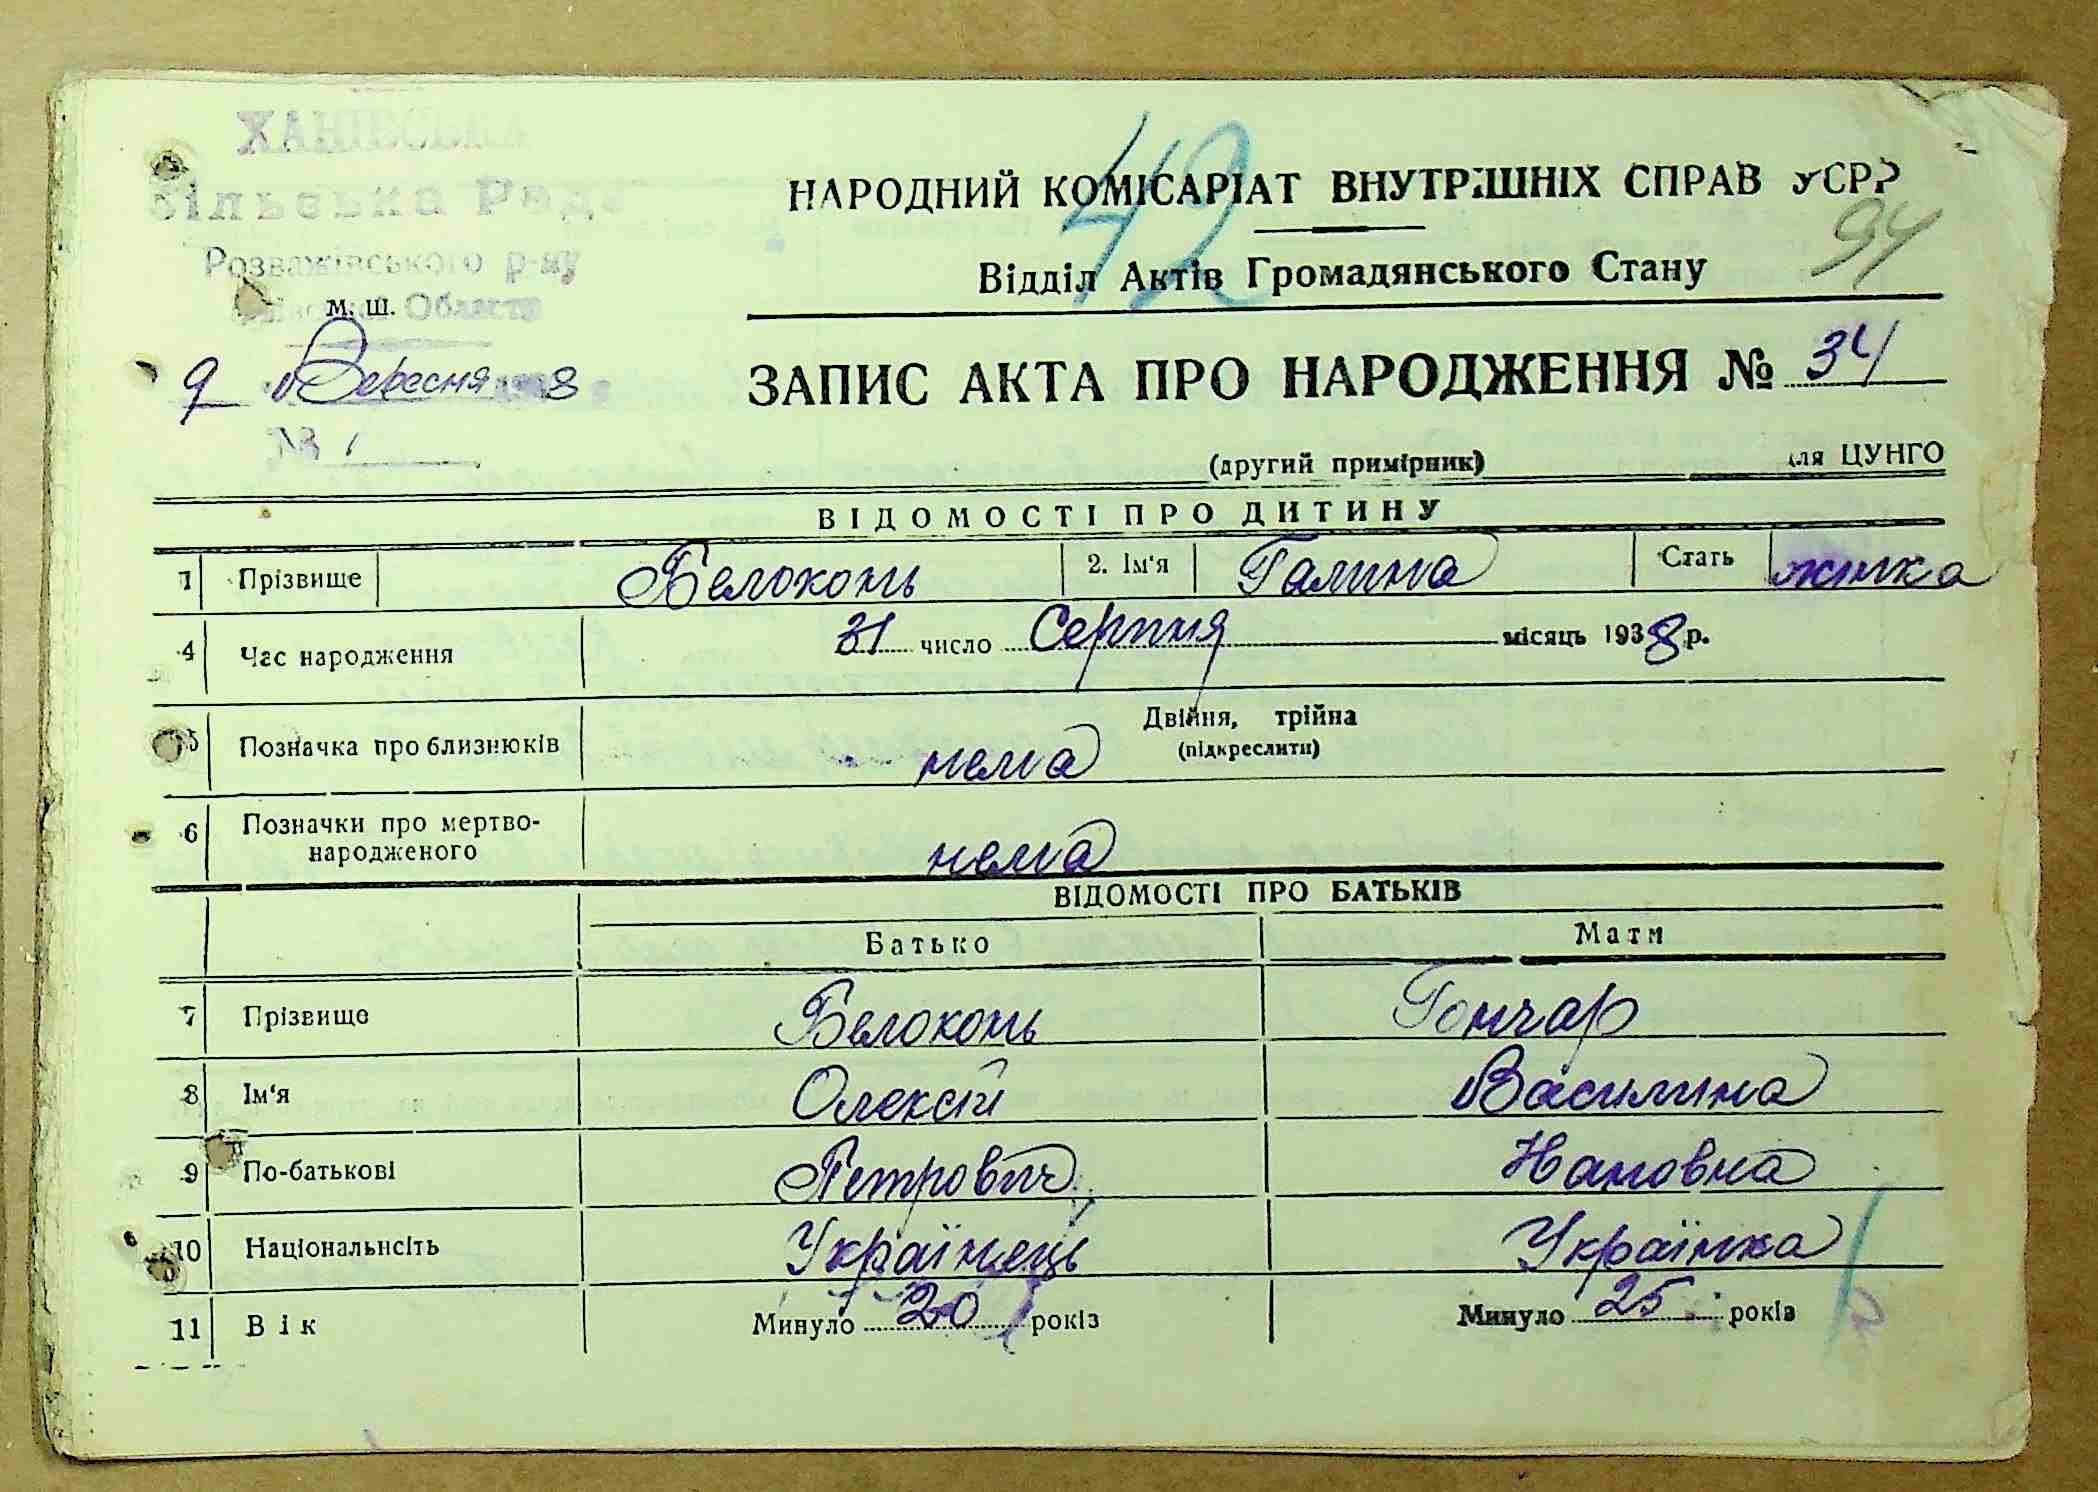 ХАНІВСЬКА
Сільська Рада
Розважівського р-ну
Області
М. Ш.
9 Вересня 1938
№
42
НАРОДНИЙ КОМІСАРІАТ ВНУТРІШНІХ СПРАВ УСРР
94
Відділ Актів Громадянського Стану
ЗАПИС АКТА ПРО НАРОДЖЕННЯ № 34
(другий примірник) для ЦУНГО
ВІДОМОСТІ ПРО ДИТИНУ
1 Прізвище Белоконь 2. Ім'я Галина Стать жінка
4 Час народження 31 число Серпня місяць 1938 р.
5 Позначка про близнюків нема Двійня, трійна
(підкреслити)
6 Позначки про мертво-
народженого нема
ВІДОМОСТІ ПРО БАТЬКІВ
Батько Мати
7 Прізвище Белоконь Гончар
8 Ім'я Олексій Василина
9 По-батькові Петрович
10 Національнсіть Українець Українка
11 Вік Минуло 20 років Минуло 25 років